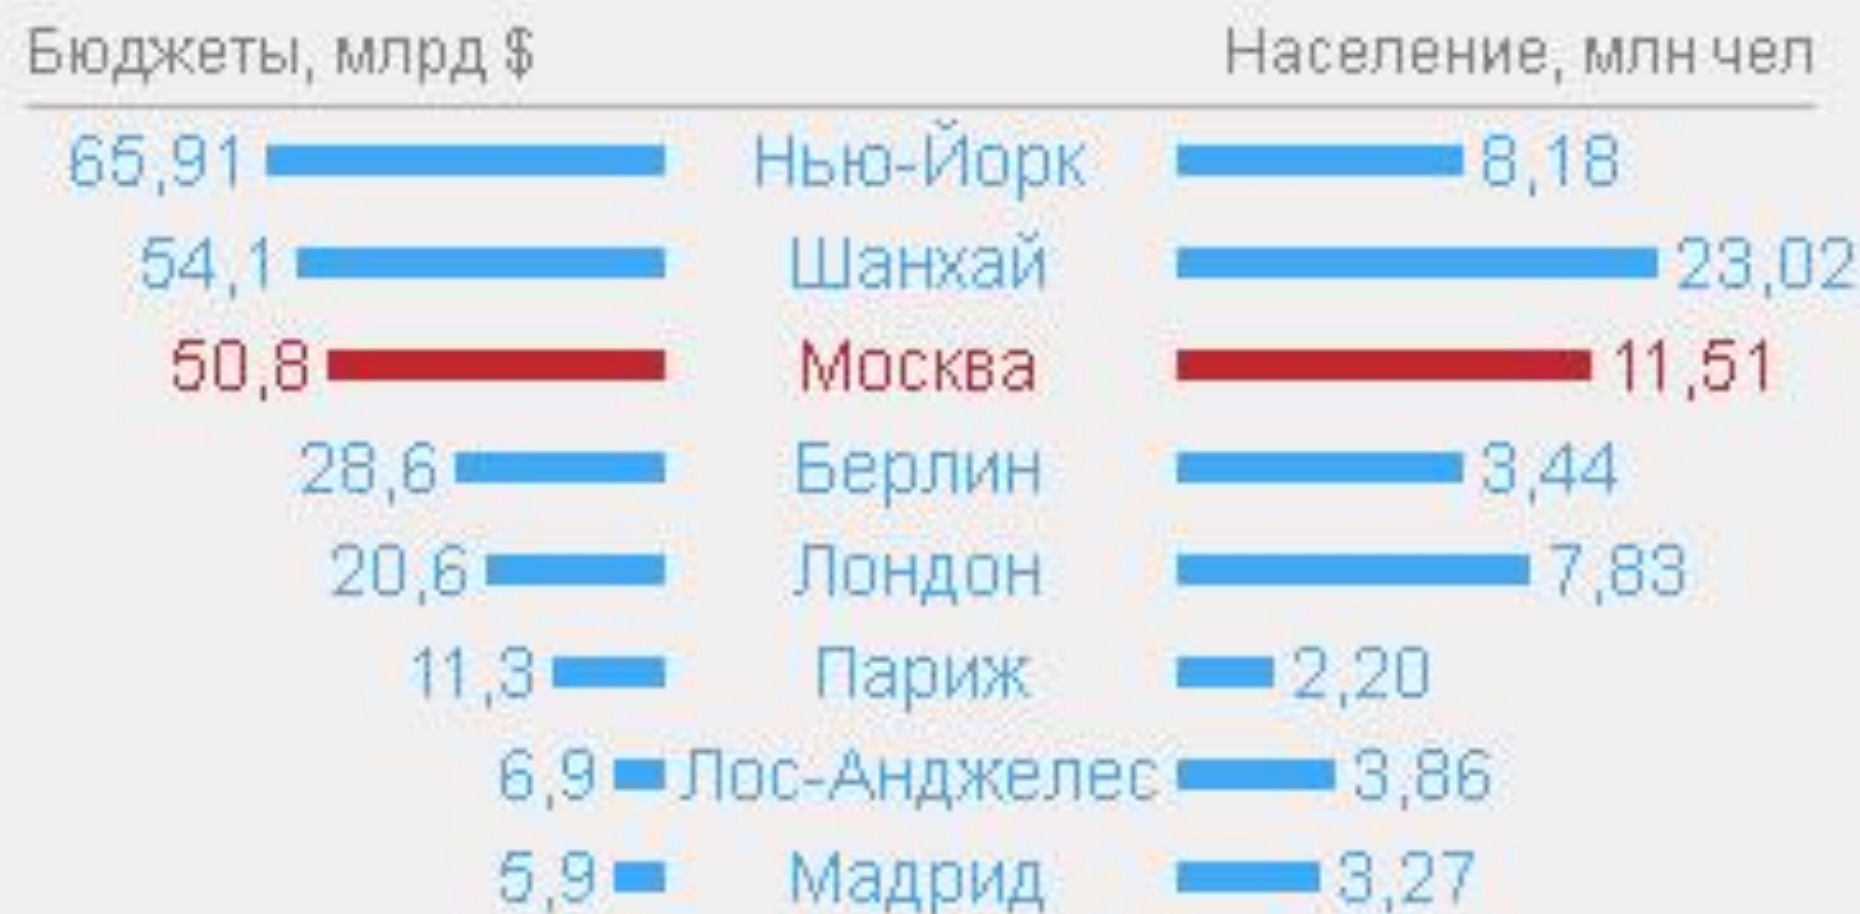 Бюджеты, млрд $ Население, млн чел
65,91 Нью-Йорк 8,18
54,1 Шанхай 23,02
50,8 Москва 11,51
28,6 Берлин 3,44
20,6 Лондон 7,83
11,3 Париж 2,20
6,9 Лос-Анджелес 3,86
5,9 Мадрид 3,27